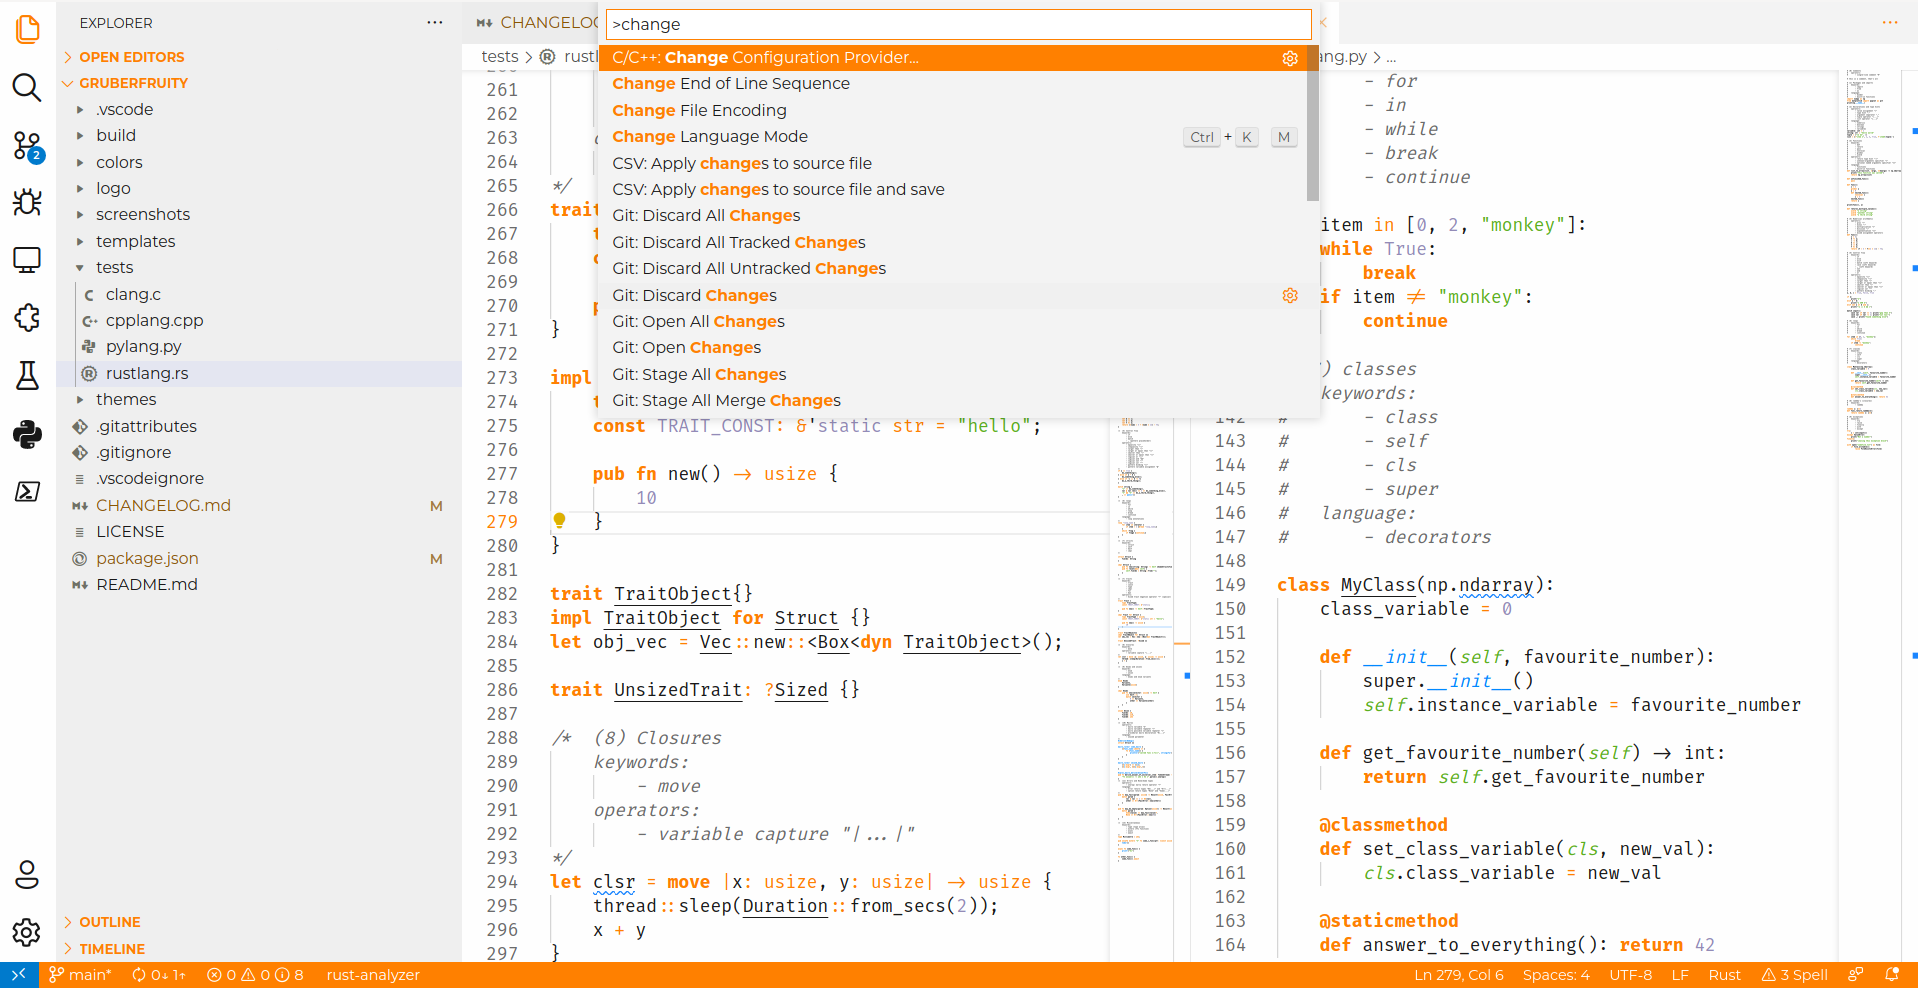 EXPLORER
OPEN EDITORS
GRUBERFRUITY
.vscode
build
colors
logo
screenshots
templates
tests
clang.c
cpplang.cpp
pylang.py
rustlang.rs
themes
.gitattributes
.gitignore
.vscodeignore
CHANGELOG.md M
LICENSE
package.json M
README.md
OUTLINE
TIMELINE
2
CHANGELOG
tests > rustl
>change
C/C++: Change Configuration Provider...
Change End of Line Sequence
Change File Encoding
Change Language Mode Ctrl + K M
CSV: Apply changes to source file
CSV: Apply changes to source file and save
Git: Discard All Changes
Git: Discard All Tracked Changes
Git: Discard All Untracked Changes
Git: Discard Changes
Git: Open All Changes
Git: Open Changes
Git: Stage All Changes
Git: Stage All Merge Changes
261
262
263
264
265 */
266 trait
267
268
269
270
271 }
272
273 impl
274
275 const TRAIT_CONST: &'static str = "hello";
276
277 pub fn new() -> usize {
278 10
279 }
280 }
281
282 trait TraitObject{}
283 impl TraitObject for Struct {}
284 let obj_vec = Vec::new::<Box<dyn TraitObject>();
285
286 trait UnsizedTrait: ?Sized {}
287
288 /* (8) Closures
289 keywords:
290 - move
291 operators:
292 - variable capture "|...|"
293 */
294 let clsr = move |x: usize, y: usize| -> usize {
295 thread::sleep(Duration::from_secs(2));
296 x + y
297 }
ng.py > ...
- for
- in
- while
- break
- continue
item in [0, 2, "monkey"]:
while True:
break
if item != "monkey":
continue
) classes
keywords:
142 # - class
143 # - self
144 # - cls
145 # - super
146 # language:
147 # - decorators
148
149 class MyClass(np.ndarray):
150 class_variable = 0
151
152 def __init__(self, favourite_number):
153 super.__init__()
154 self.instance_variable = favourite_number
155
156 def get_favourite_number(self) -> int:
157 return self.get_favourite_number
158
159 @classmethod
160 def set_class_variable(cls, new_val):
161 cls.class_variable = new_val
162
163 @staticmethod
164 def answer_to_everything(): return 42
main* 0↓ 1↑ 0 0 8 rust-analyzer Ln 279, Col 6 Spaces: 4 UTF-8 LF Rust 3 Spell